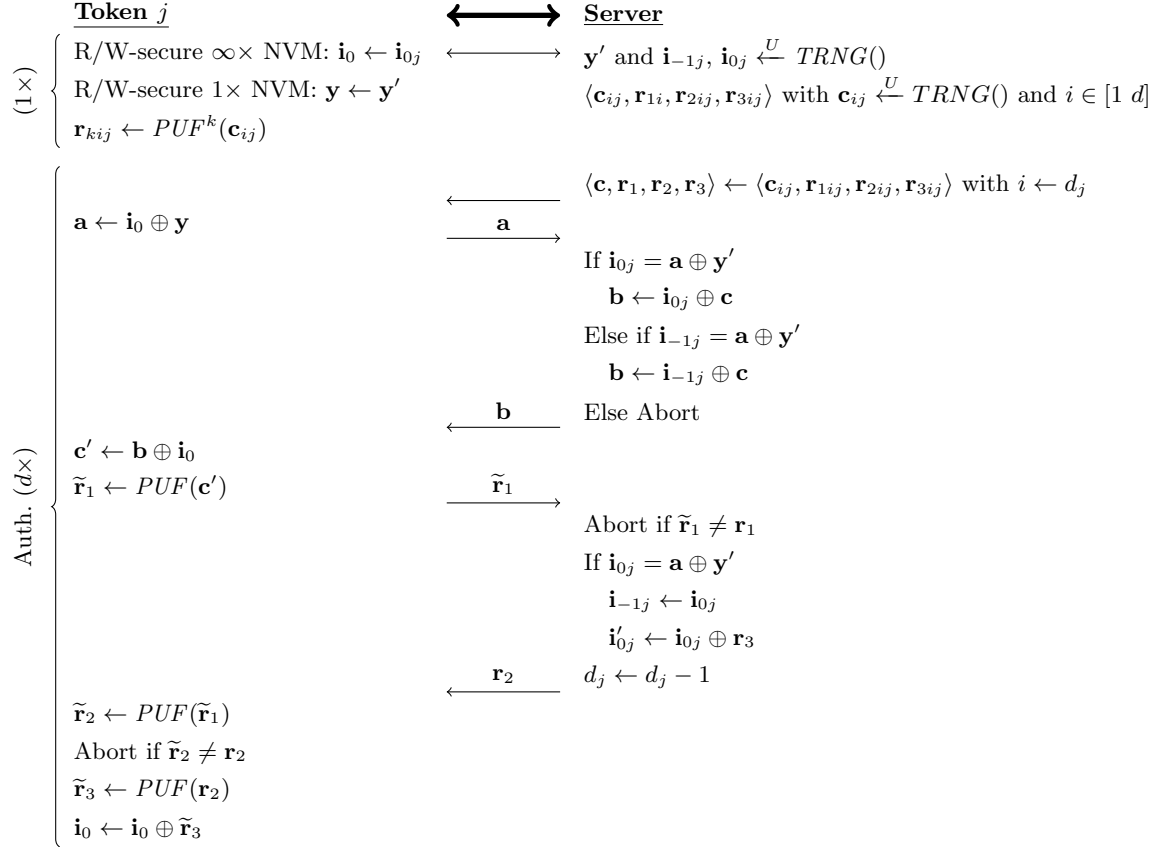 Token j Server
(1×)
R/W-secure ∞× NVM: i₀ ← i₀ⱼ y′ and i₋₁ⱼ, i₀ⱼ ⟵ᵁ TRNG()
R/W-secure 1× NVM: y ← y′ ⟨cᵢⱼ, r₁ᵢ, r₂ᵢⱼ, r₃ᵢⱼ⟩ with cᵢⱼ ⟵ᵁ TRNG() and i ∈ [1 d]
rₖᵢⱼ ← PUFᵏ(cᵢⱼ)
Auth. (d×)
⟨c, r₁, r₂, r₃⟩ ← ⟨cᵢⱼ, r₁ᵢⱼ, r₂ᵢⱼ, r₃ᵢⱼ⟩ with i ← dⱼ
a ← i₀ ⊕ y a
If i₀ⱼ = a ⊕ y′
b ← i₀ⱼ ⊕ c
Else if i₋₁ⱼ = a ⊕ y′
b ← i₋₁ⱼ ⊕ c
b Else Abort
c′ ← b ⊕ i₀
r̃₁ ← PUF(c′) r̃₁
Abort if r̃₁ ≠ r₁
If i₀ⱼ = a ⊕ y′
i₋₁ⱼ ← i₀ⱼ
i′₀ⱼ ← i₀ⱼ ⊕ r₃
r₂ dⱼ ← dⱼ − 1
r̃₂ ← PUF(r̃₁)
Abort if r̃₂ ≠ r₂
r̃₃ ← PUF(r₂)
i₀ ← i₀ ⊕ r̃₃